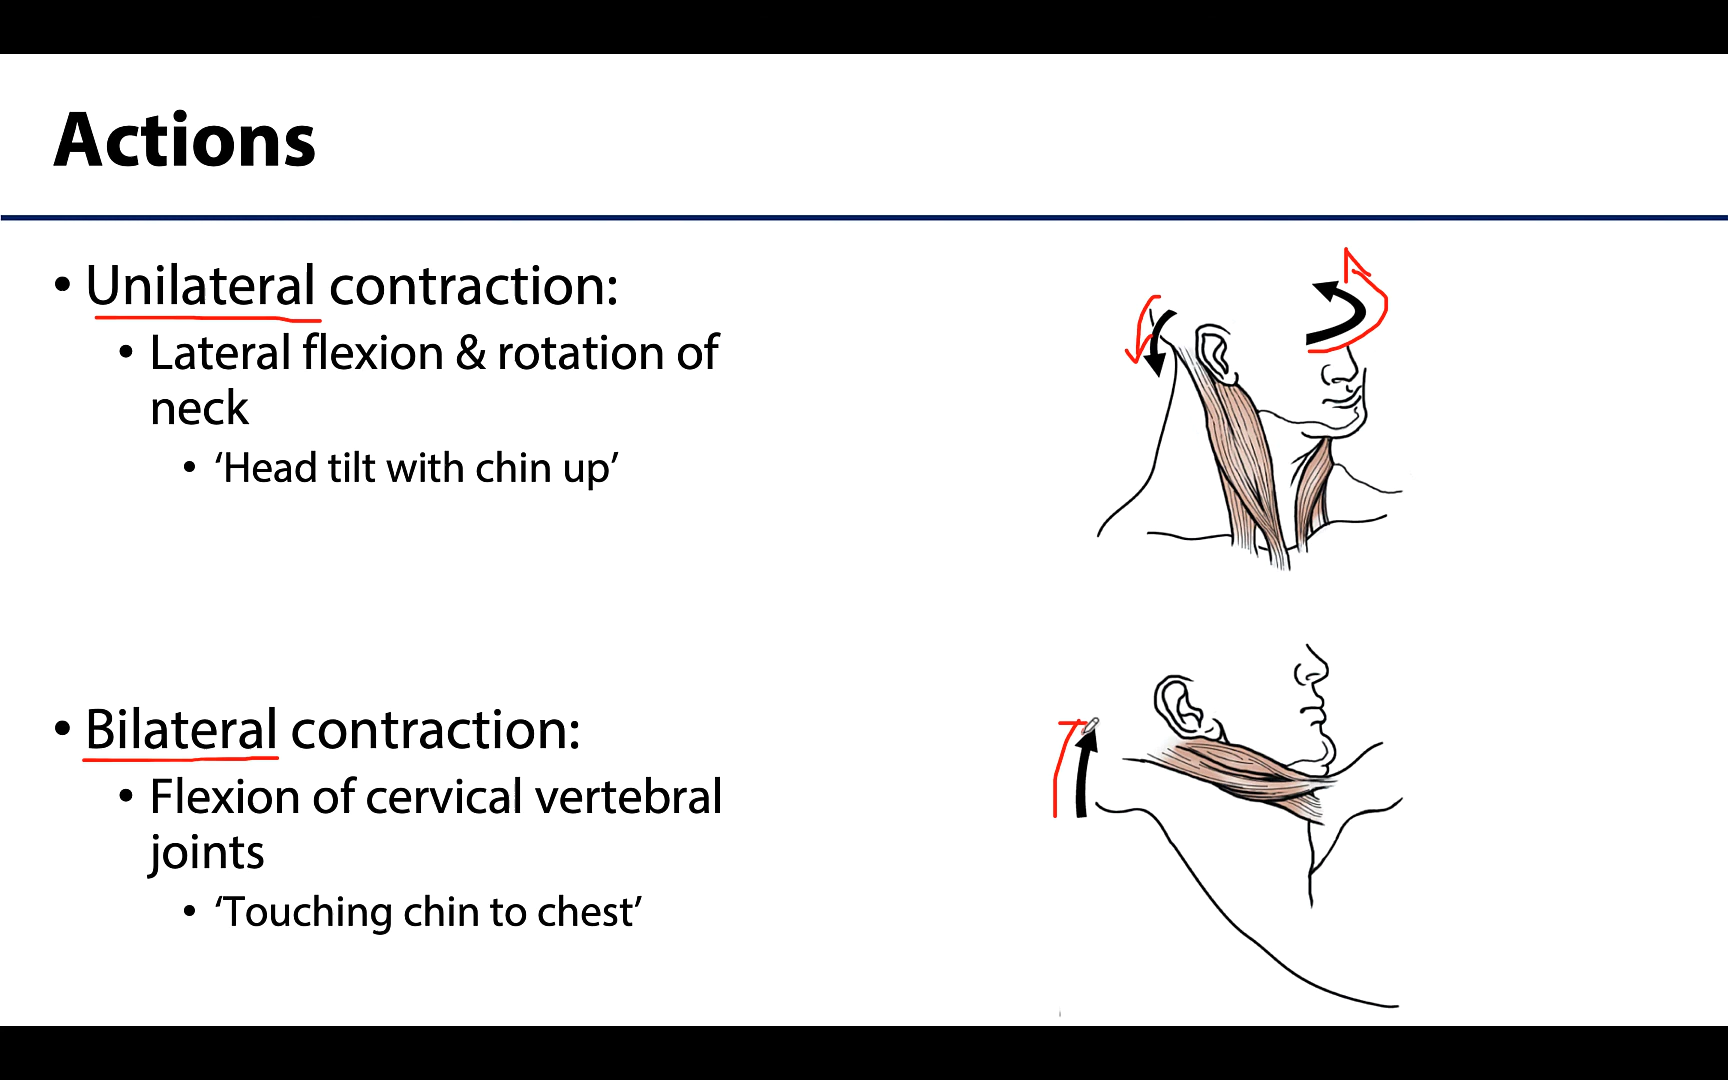 Actions
• Unilateral contraction:
• Lateral flexion & rotation of
neck
• ‘Head tilt with chin up’
• Bilateral contraction:
• Flexion of cervical vertebral
joints
• ‘Touching chin to chest’